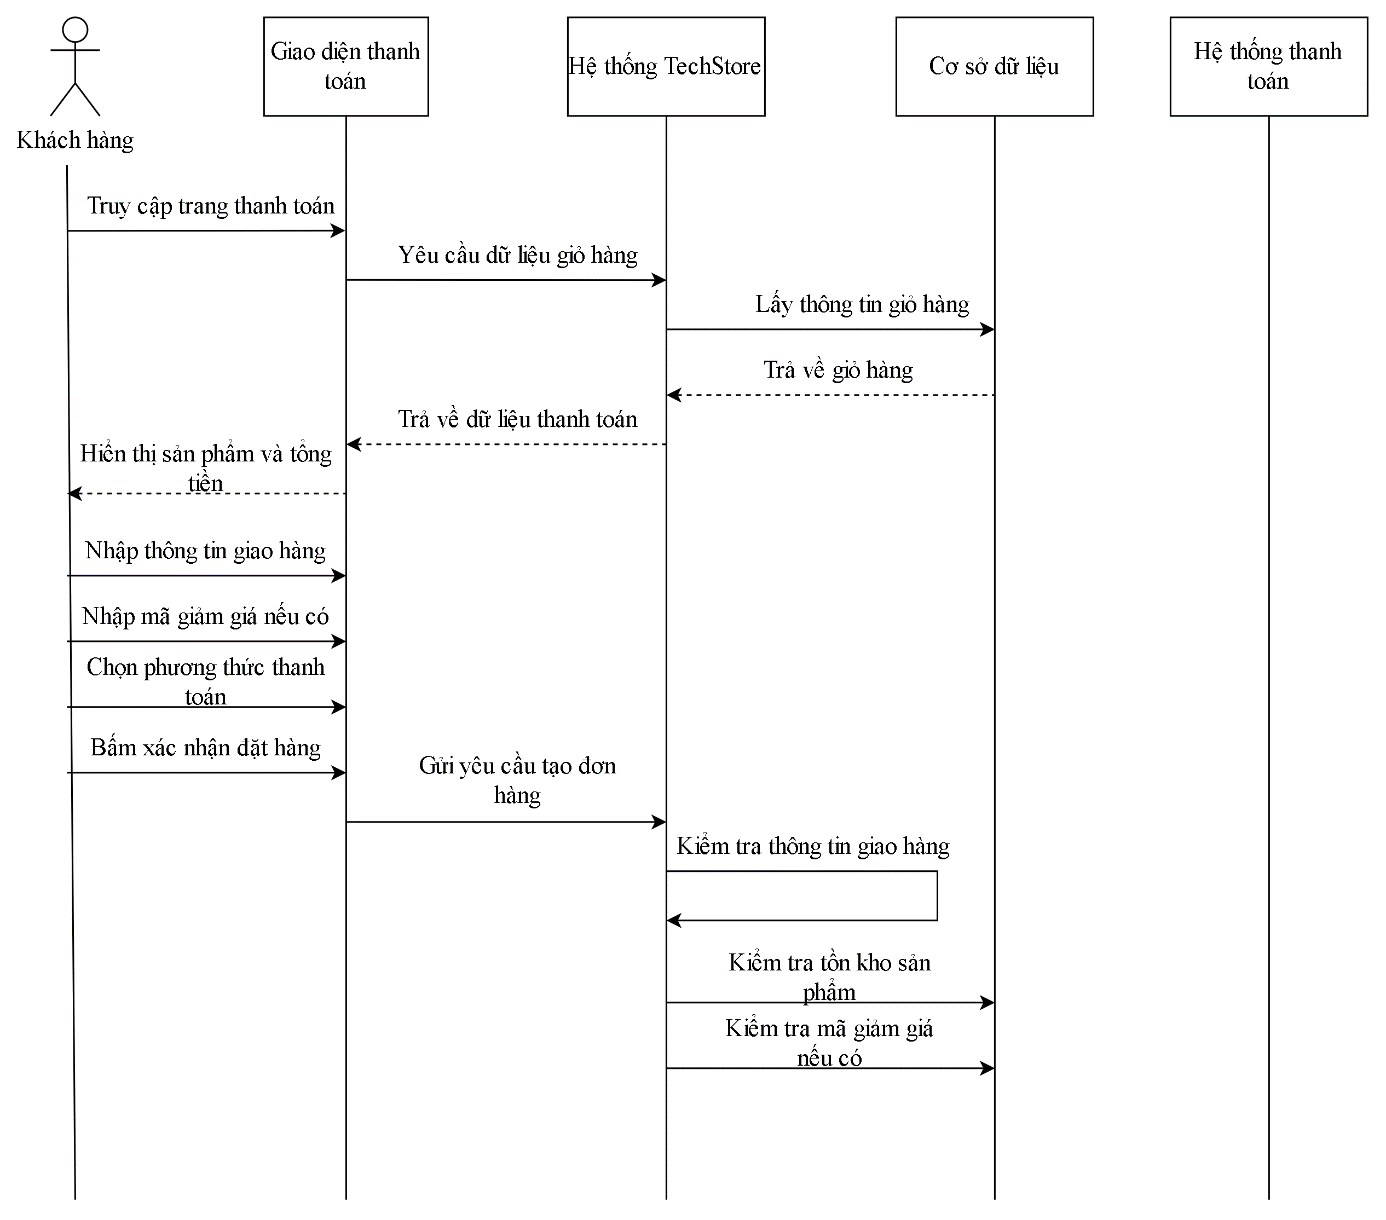 Khách hàng
Giao diện thanh
toán
Hệ thống TechStore
Cơ sở dữ liệu
Hệ thống thanh
toán
Truy cập trang thanh toán
Yêu cầu dữ liệu giỏ hàng
Lấy thông tin giỏ hàng
Trả về giỏ hàng
Trả về dữ liệu thanh toán
Hiển thị sản phẩm và tổng
tiền
Nhập thông tin giao hàng
Nhập mã giảm giá nếu có
Chọn phương thức thanh
toán
Bấm xác nhận đặt hàng
Gửi yêu cầu tạo đơn
hàng
Kiểm tra thông tin giao hàng
Kiểm tra tồn kho sản
phẩm
Kiểm tra mã giảm giá
nếu có